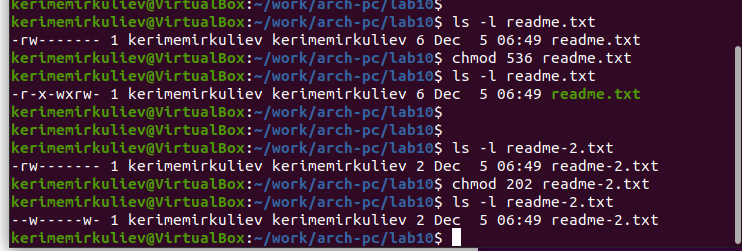 kerimemirkuliev@VirtualBox:~/work/arch-pc/lab10$
kerimemirkuliev@VirtualBox:~/work/arch-pc/lab10$ ls -l readme.txt
-rw------- 1 kerimemirkuliev kerimemirkuliev 6 Dec  5 06:49 readme.txt
kerimemirkuliev@VirtualBox:~/work/arch-pc/lab10$ chmod 536 readme.txt
kerimemirkuliev@VirtualBox:~/work/arch-pc/lab10$ ls -l readme.txt
-r-x-wxrw- 1 kerimemirkuliev kerimemirkuliev 6 Dec  5 06:49 readme.txt
kerimemirkuliev@VirtualBox:~/work/arch-pc/lab10$
kerimemirkuliev@VirtualBox:~/work/arch-pc/lab10$
kerimemirkuliev@VirtualBox:~/work/arch-pc/lab10$ ls -l readme-2.txt
-rw------- 1 kerimemirkuliev kerimemirkuliev 2 Dec  5 06:49 readme-2.txt
kerimemirkuliev@VirtualBox:~/work/arch-pc/lab10$ chmod 202 readme-2.txt
kerimemirkuliev@VirtualBox:~/work/arch-pc/lab10$ ls -l readme-2.txt
--w-----w- 1 kerimemirkuliev kerimemirkuliev 2 Dec  5 06:49 readme-2.txt
kerimemirkuliev@VirtualBox:~/work/arch-pc/lab10$